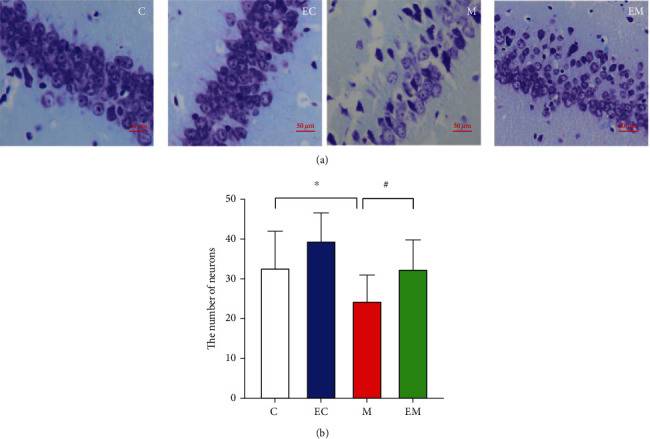 C
EC
M
EM
50 μm
50 μm
50 μm
(a)
*
#
50
40
30
20
10
0
The number of neurons
C
EC
M
EM
(b)